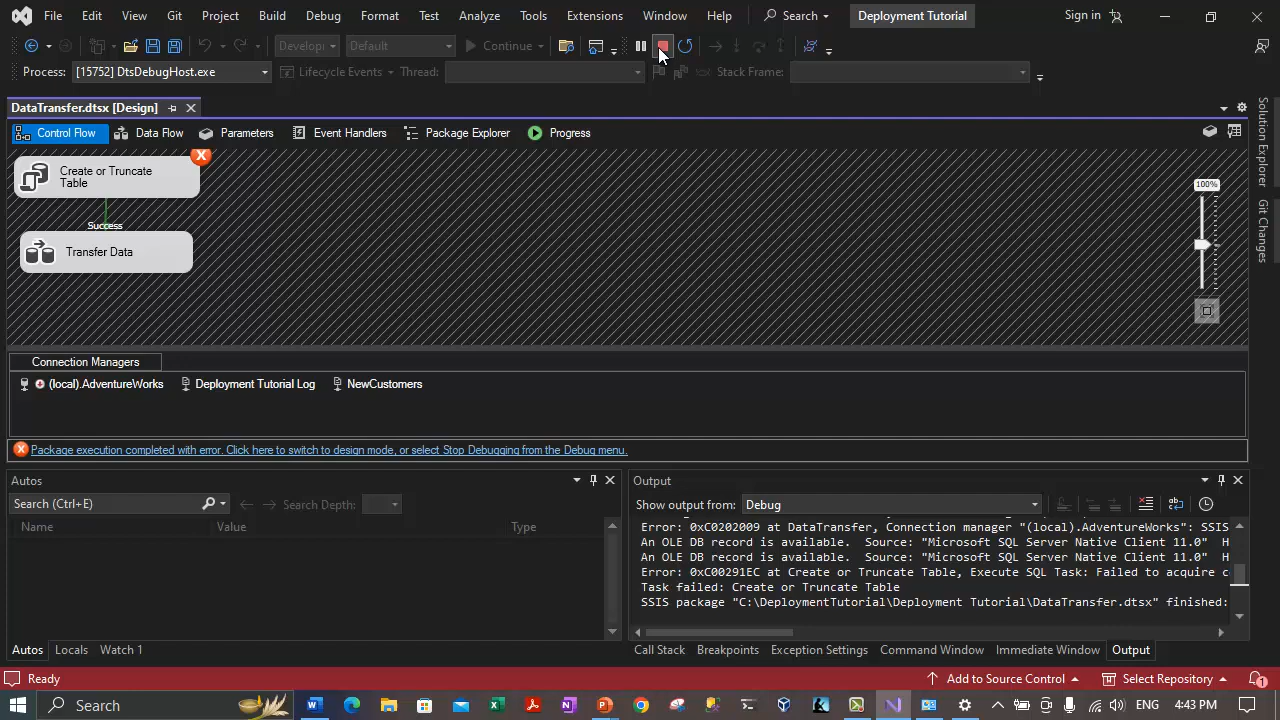 File Edit View Git Project Build Debug Format Test Analyze Tools Extensions Window Help Search Deployment Tutorial Sign in
Develop Default Continue
Process: [15752] DtsDebugHost.exe Lifecycle Events Thread: Stack Frame:
DataTransfer.dtsx [Design]
Control Flow Data Flow Parameters Event Handlers Package Explorer Progress
Create or Truncate
Table
Success
Transfer Data
100%
Solution Explorer
Git Changes
Connection Managers
(local).AdventureWorks Deployment Tutorial Log NewCustomers
Package execution completed with error. Click here to switch to design mode, or select Stop Debugging from the Debug menu.
Autos
Search (Ctrl+E) Search Depth:
Name Value Type
Autos Locals Watch 1
Output
Show output from: Debug
Error: 0xC0202009 at DataTransfer, Connection manager "(local).AdventureWorks": SSIS
An OLE DB record is available.  Source: "Microsoft SQL Server Native Client 11.0"  H
An OLE DB record is available.  Source: "Microsoft SQL Server Native Client 11.0"  H
Error: 0xC00291EC at Create or Truncate Table, Execute SQL Task: Failed to acquire c
Task failed: Create or Truncate Table
SSIS package "C:\DeploymentTutorial\Deployment Tutorial\DataTransfer.dtsx" finished:
Call Stack Breakpoints Exception Settings Command Window Immediate Window Output
Ready Add to Source Control Select Repository 1
Search ENG 4:43 PM